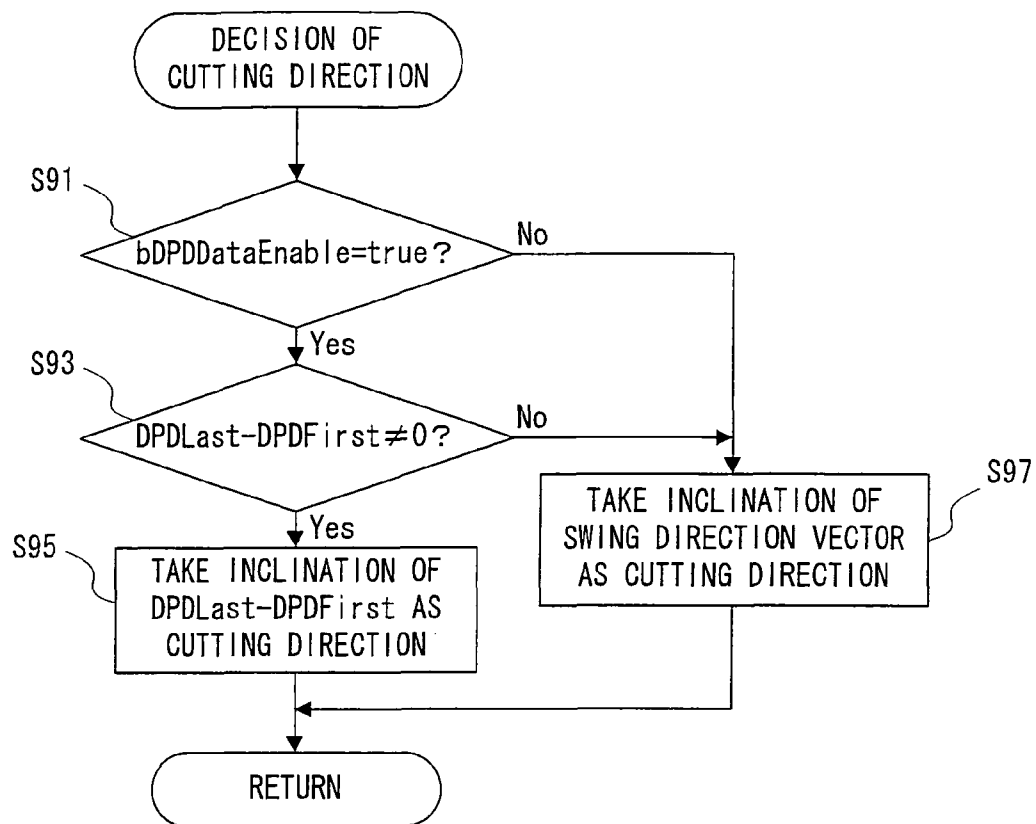 DECISION OF
CUTTING DIRECTION
S91
bDPDDataEnable=true?
No
Yes
S93
DPDLast-DPDFirst≠0?
No
Yes
S97
TAKE INCLINATION OF
SWING DIRECTION VECTOR
AS CUTTING DIRECTION
S95
TAKE INCLINATION OF
DPDLast-DPDFirst AS
CUTTING DIRECTION
RETURN